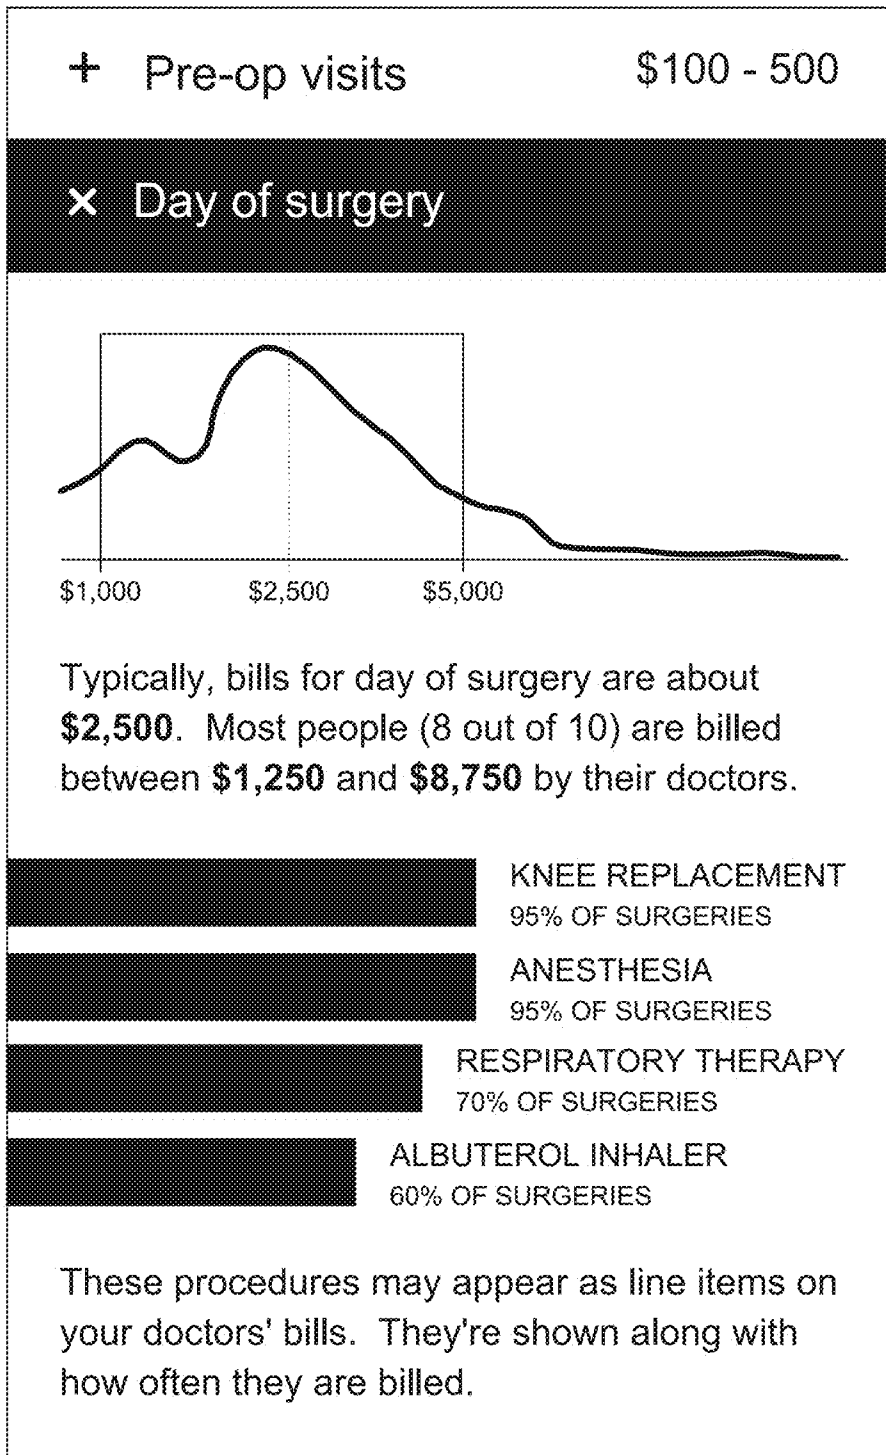 + Pre-op visits $100 - 500
× Day of surgery
$1,000 $2,500 $5,000
Typically, bills for day of surgery are about
$2,500. Most people (8 out of 10) are billed
between $1,250 and $8,750 by their doctors.
KNEE REPLACEMENT
95% OF SURGERIES
ANESTHESIA
95% OF SURGERIES
RESPIRATORY THERAPY
70% OF SURGERIES
ALBUTEROL INHALER
60% OF SURGERIES
These procedures may appear as line items on
your doctors' bills. They're shown along with
how often they are billed.